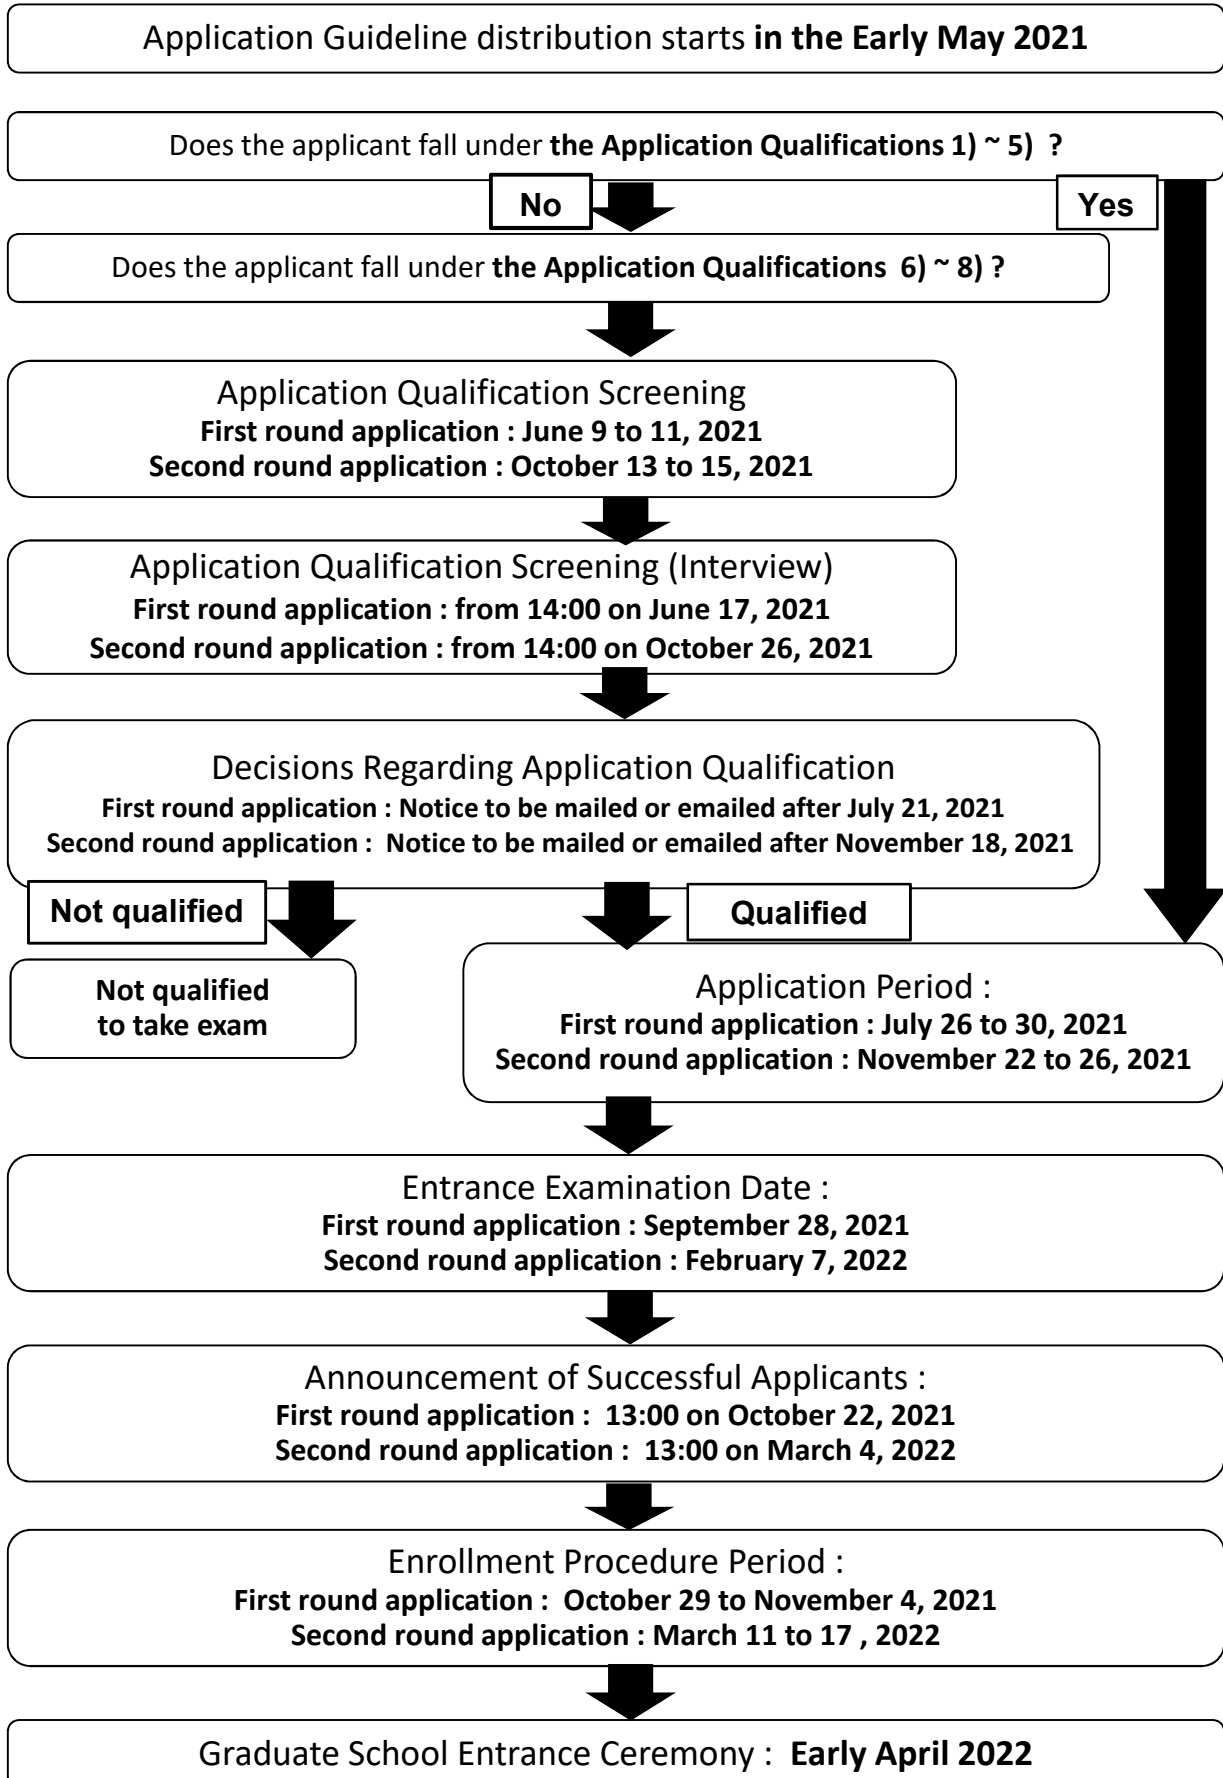 Application Guideline distribution starts in the Early May 2021
Does the applicant fall under the Application Qualifications 1) ~ 5) ?
No
Yes
Does the applicant fall under the Application Qualifications 6) ~ 8) ?
Application Qualification Screening
First round application : June 9 to 11, 2021
Second round application : October 13 to 15, 2021
Application Qualification Screening (Interview)
First round application : from 14:00 on June 17, 2021
Second round application : from 14:00 on October 26, 2021
Decisions Regarding Application Qualification
First round application : Notice to be mailed or emailed after July 21, 2021
Second round application : Notice to be mailed or emailed after November 18, 2021
Not qualified
Qualified
Not qualified
to take exam
Application Period :
First round application : July 26 to 30, 2021
Second round application : November 22 to 26, 2021
Entrance Examination Date :
First round application : September 28, 2021
Second round application : February 7, 2022
Announcement of Successful Applicants :
First round application : 13:00 on October 22, 2021
Second round application : 13:00 on March 4, 2022
Enrollment Procedure Period :
First round application : October 29 to November 4, 2021
Second round application : March 11 to 17 , 2022
Graduate School Entrance Ceremony : Early April 2022